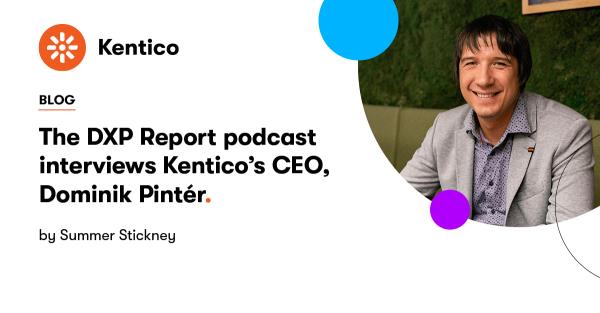 Kentico
BLOG
The DXP Report podcast
interviews Kentico's CEO,
Dominik Pintér.
by Summer Stickney